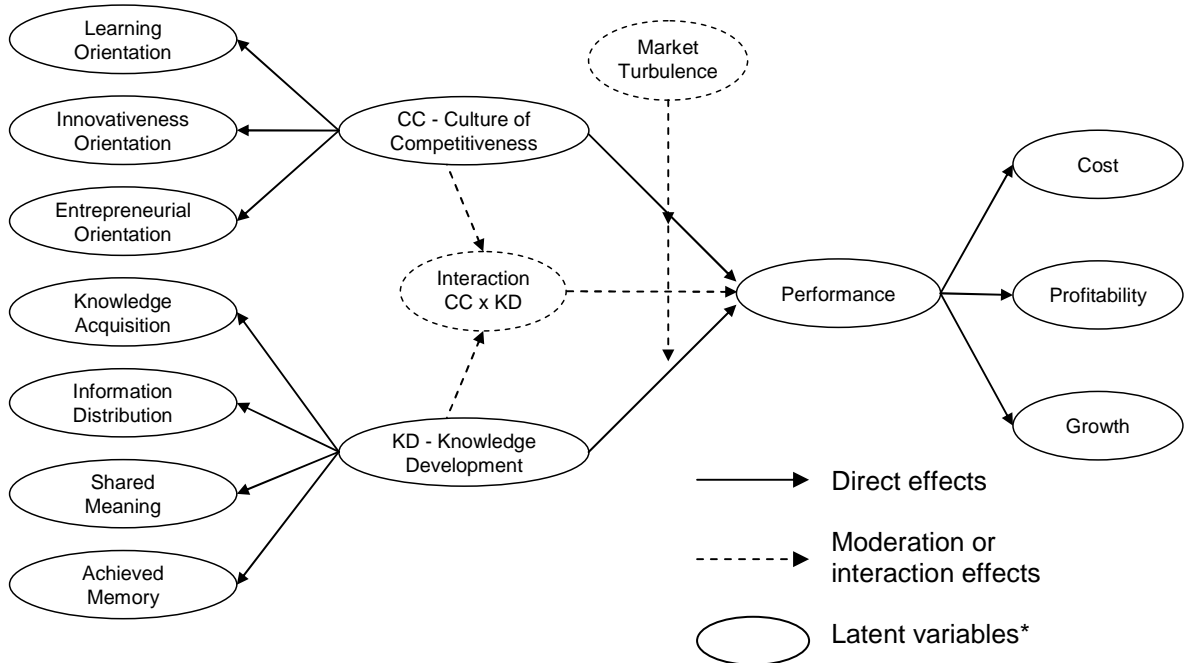 Learning
Orientation
Innovativeness
Orientation
Entrepreneurial
Orientation
Knowledge
Acquisition
Information
Distribution
Shared
Meaning
Achieved
Memory
CC - Culture of
Competitiveness
Interaction
CC x KD
KD - Knowledge
Development
Market
Turbulence
Performance
Cost
Profitability
Growth
Direct effects
Moderation or
interaction effects
Latent variables*